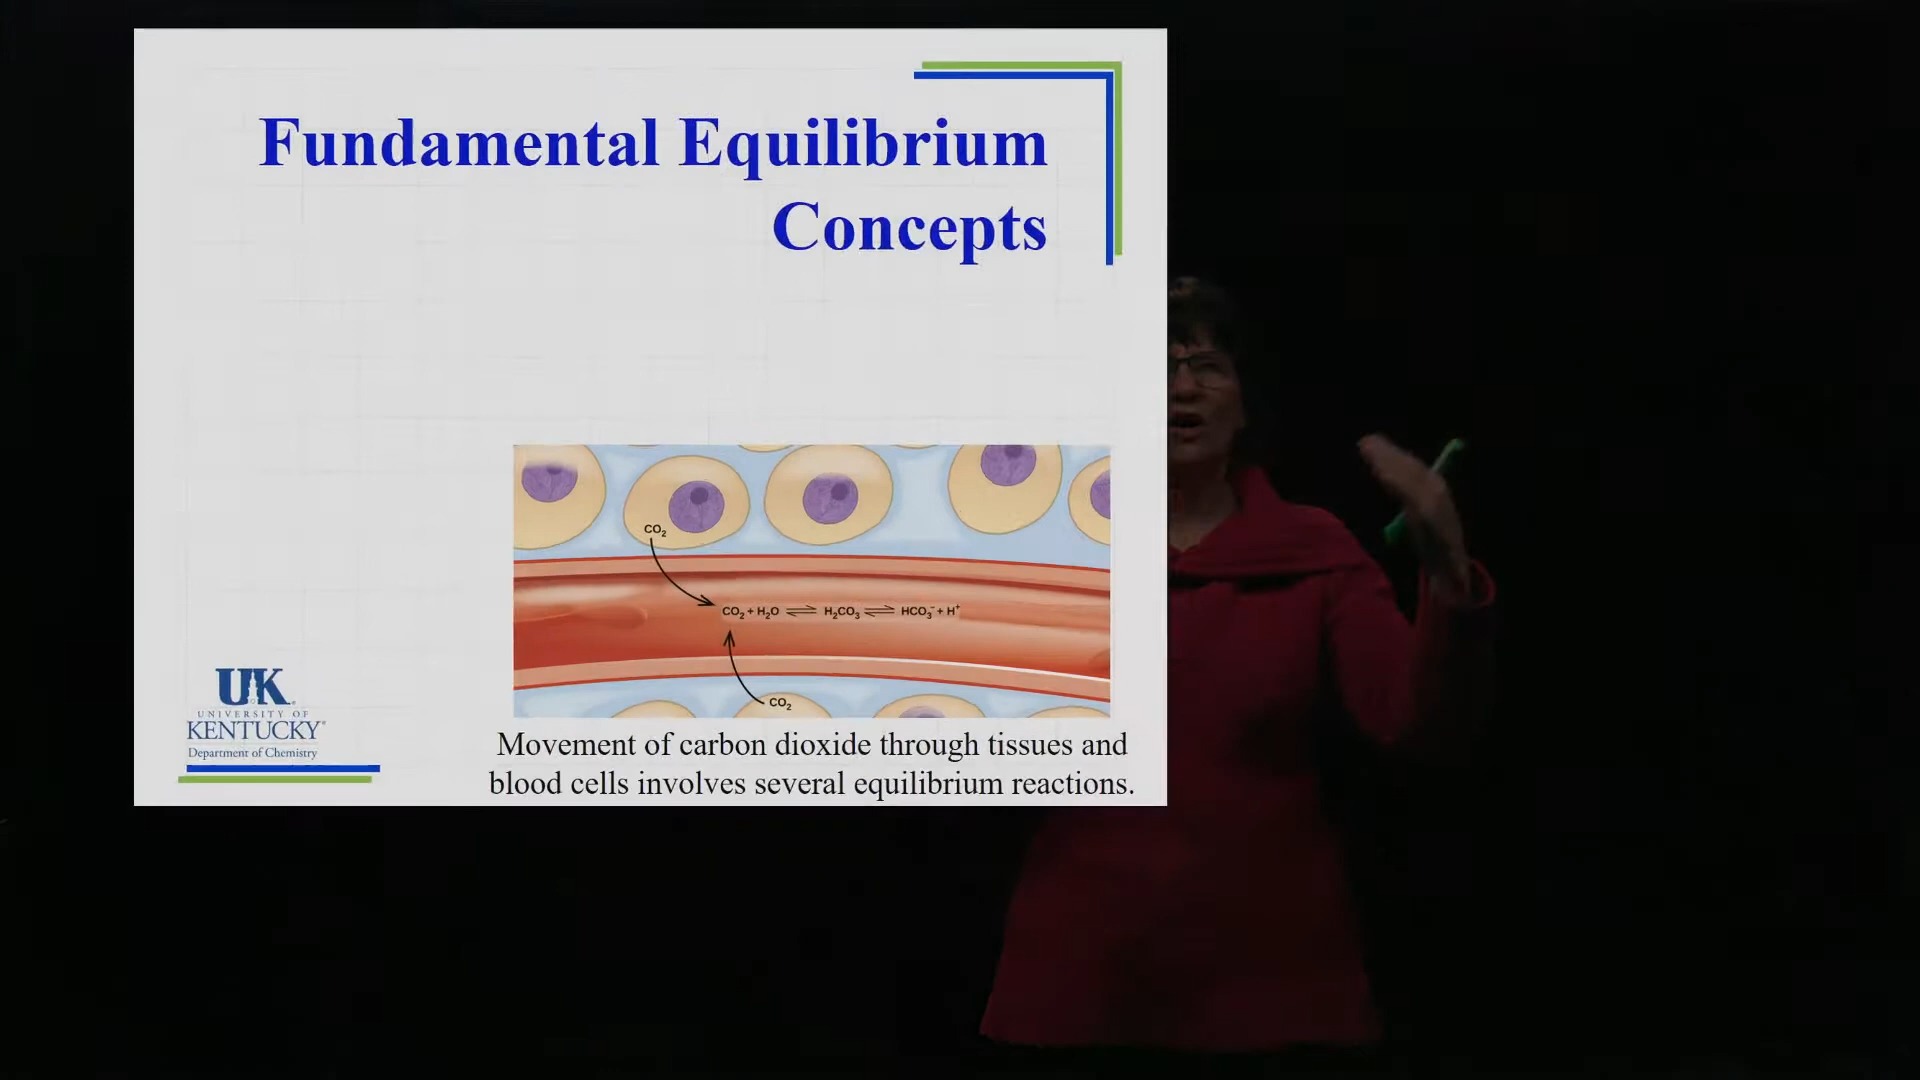 Fundamental Equilibrium
Concepts
CO₂
CO₂ + H₂O ⇌ H₂CO₃ ⇌ HCO₃⁻ + H⁺
CO₂
UK
UNIVERSITY OF
KENTUCKY®
Department of Chemistry
Movement of carbon dioxide through tissues and
blood cells involves several equilibrium reactions.